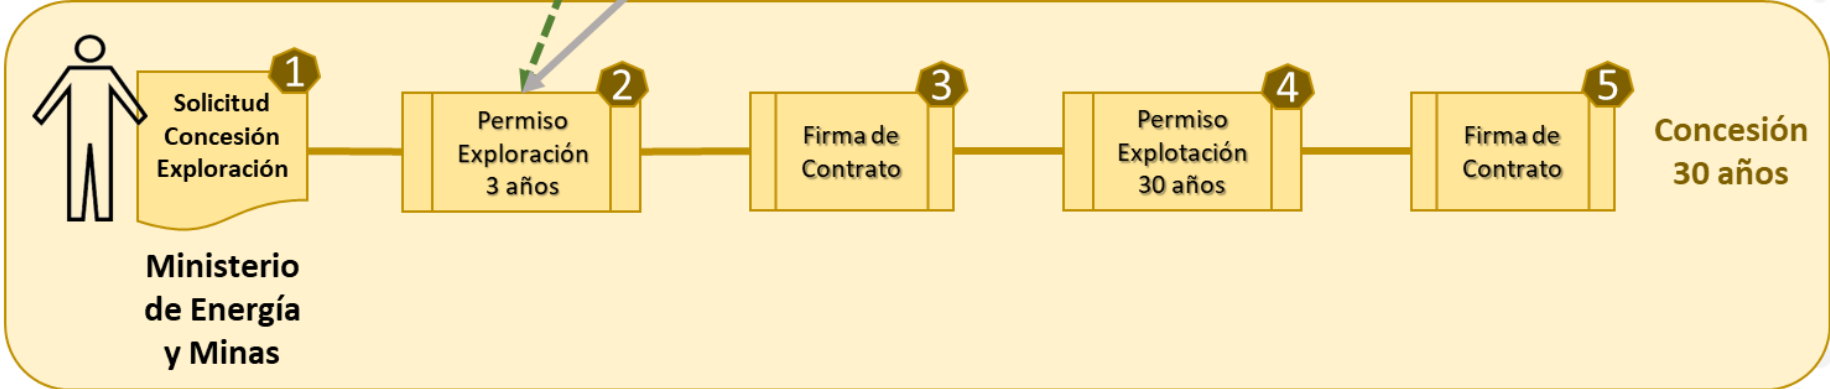 1
Solicitud
Concesión
Exploración
2
Permiso
Exploración
3 años
3
Firma de
Contrato
4
Permiso
Explotación
30 años
5
Firma de
Contrato
Concesión
30 años
Ministerio
de Energía
y Minas